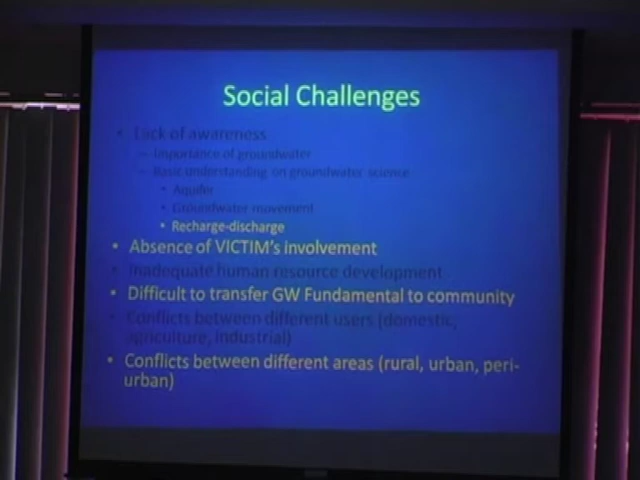 Social Challenges
• Lack of awareness
– Importance of groundwater
– Basic understanding on groundwater science
• Aquifer
• Groundwater movement
• Recharge-discharge
• Absence of VICTIM's involvement
• Inadequate human resource development
• Difficult to transfer GW Fundamental to community
• Conflicts between different users (domestic,
agriculture, industrial)
• Conflicts between different areas (rural, urban, peri-
urban)